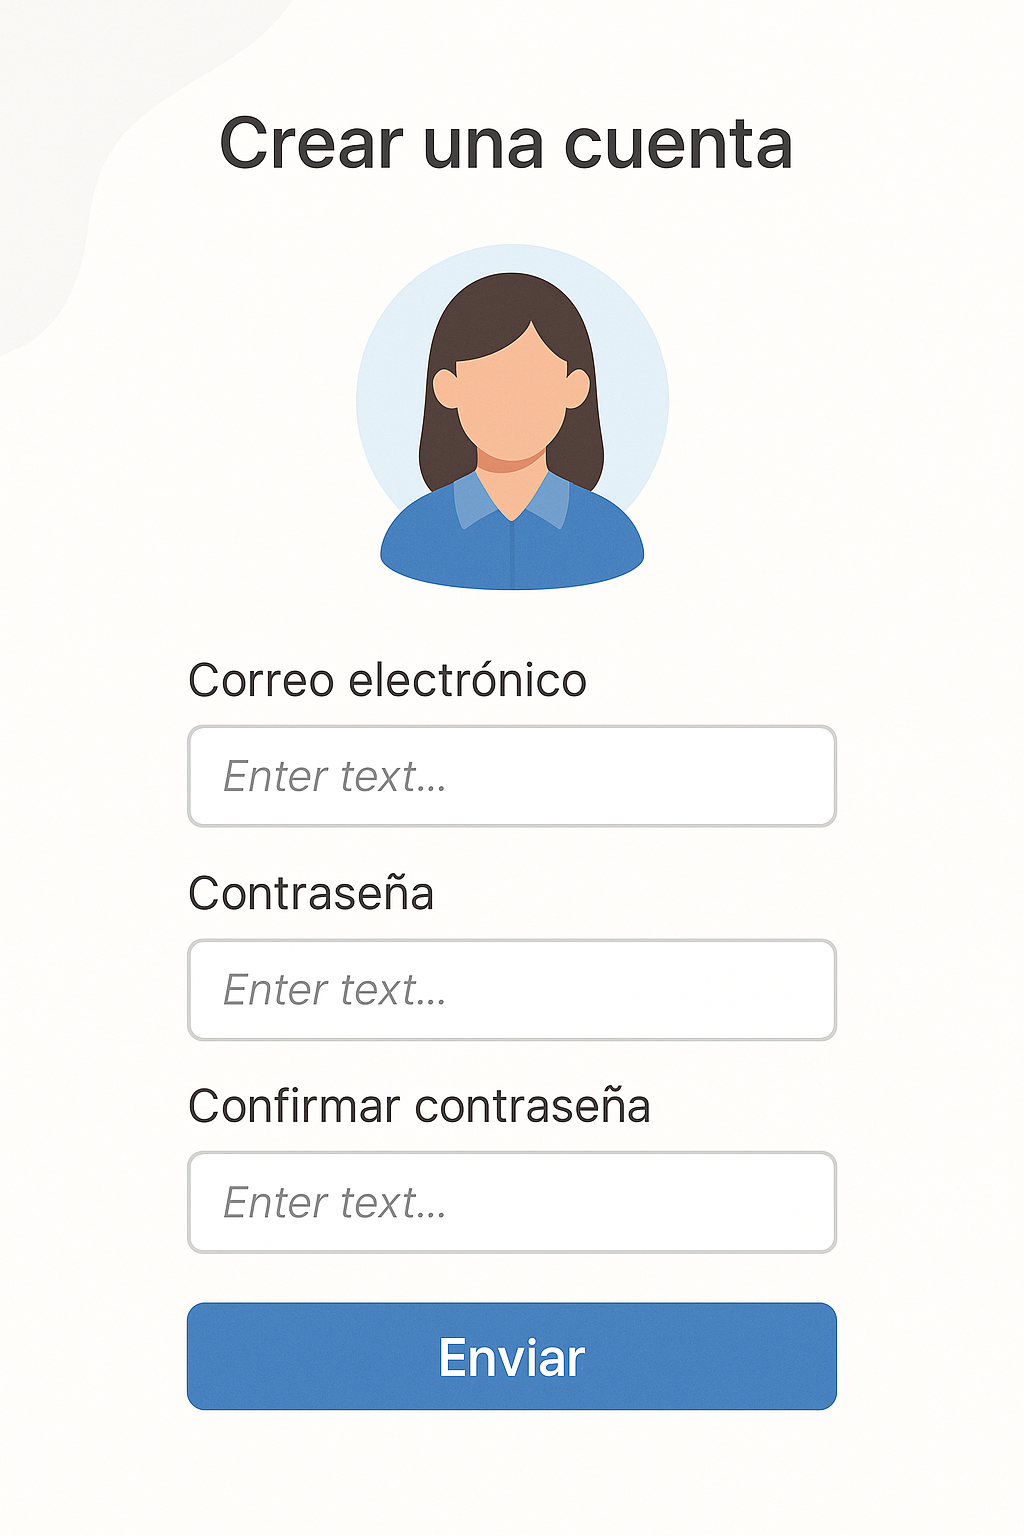 Crear una cuenta
Correo electrónico
Enter text...
Contraseña
Enter text...
Confirmar contraseña
Enter text...
Enviar